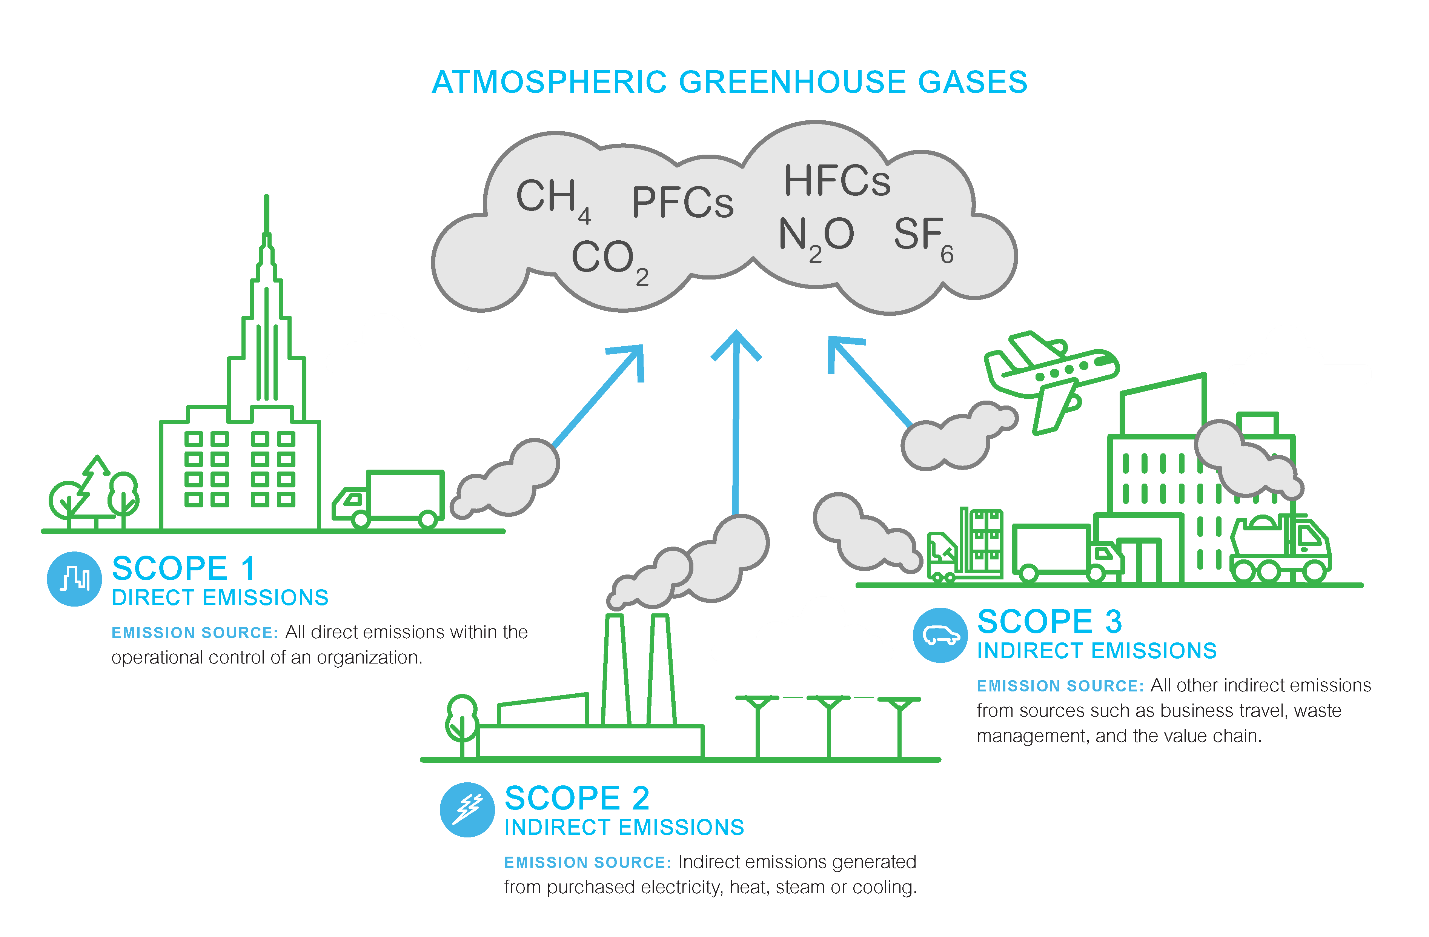 ATMOSPHERIC GREENHOUSE GASES
CH4 PFCs HFCs
CO2 N2O SF6
SCOPE 1
DIRECT EMISSIONS
EMISSION SOURCE: All direct emissions within the
operational control of an organization.
SCOPE 2
INDIRECT EMISSIONS
EMISSION SOURCE: Indirect emissions generated
from purchased electricity, heat, steam or cooling.
SCOPE 3
INDIRECT EMISSIONS
EMISSION SOURCE: All other indirect emissions
from sources such as business travel, waste
management, and the value chain.